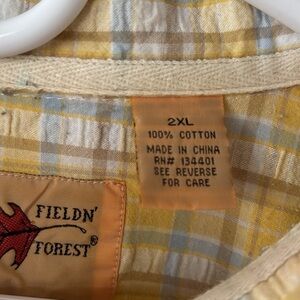 2XL
100% COTTON
MADE IN CHINA
RN# 134401
SEE REVERSE
FOR CARE
FIELDN'
FOREST®